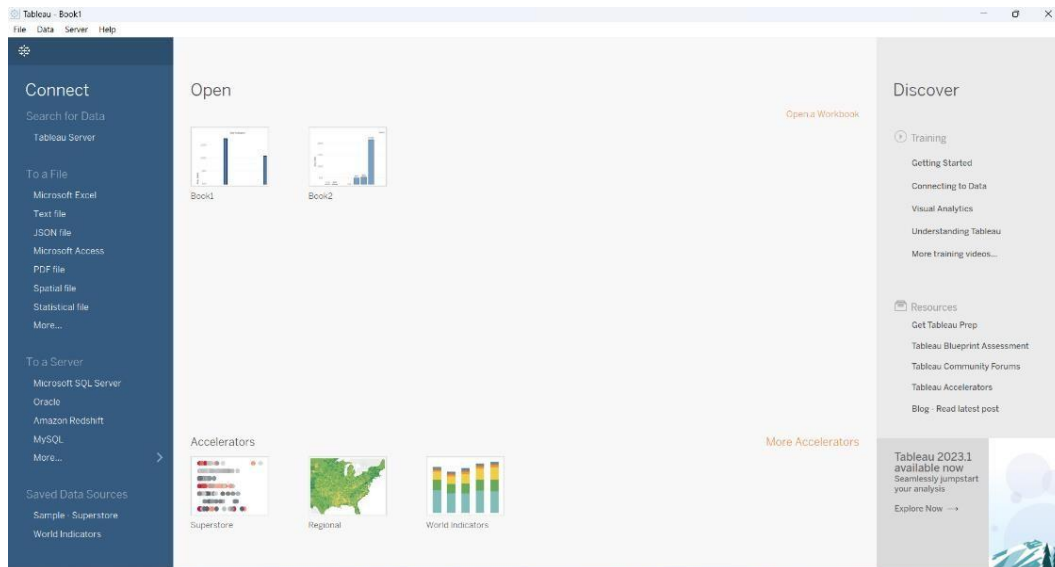 Tableau - Book1
File Data Server Help
Connect
Search for Data
Tableau Server
To a File
Microsoft Excel
Text file
JSON file
Microsoft Access
PDF file
Spatial file
Statistical file
More...
To a Server
Microsoft SQL Server
Oracle
Amazon Redshift
MySQL
More...
Saved Data Sources
Sample - Superstore
World Indicators
Open
Open a Workbook
Book1
Book2
Accelerators
More Accelerators
Superstore
Regional
World Indicators
Discover
Training
Getting Started
Connecting to Data
Visual Analytics
Understanding Tableau
More training videos...
Resources
Get Tableau Prep
Tableau Blueprint Assessment
Tableau Community Forums
Tableau Accelerators
Blog - Read latest post
Tableau 2023.1
available now
Seamlessly jumpstart
your analysis
Explore Now →